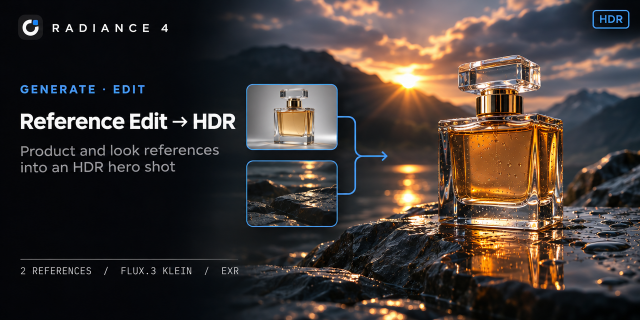 RADIANCE 4
HDR
GENERATE · EDIT
Reference Edit → HDR
Product and look references
into an HDR hero shot
2 REFERENCES / FLUX.3 KLEIN / EXR